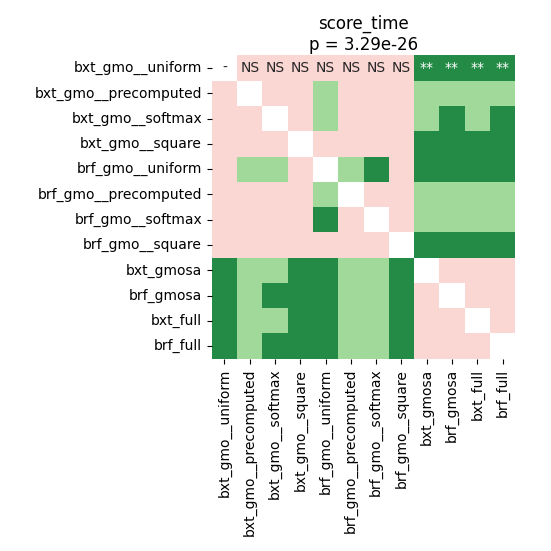 score_time
p = 3.29e-26
bxt_gmo__uniform - NS NS NS NS NS NS NS ** ** ** **
bxt_gmo__precomputed
bxt_gmo__softmax
bxt_gmo__square
brf_gmo__uniform
brf_gmo__precomputed
brf_gmo__softmax
brf_gmo__square
bxt_gmosa
brf_gmosa
bxt_full
brf_full
bxt_gmo__uniform
bxt_gmo__precomputed
bxt_gmo__softmax
bxt_gmo__square
brf_gmo__uniform
brf_gmo__precomputed
brf_gmo__softmax
brf_gmo__square
bxt_gmosa
brf_gmosa
bxt_full
brf_full